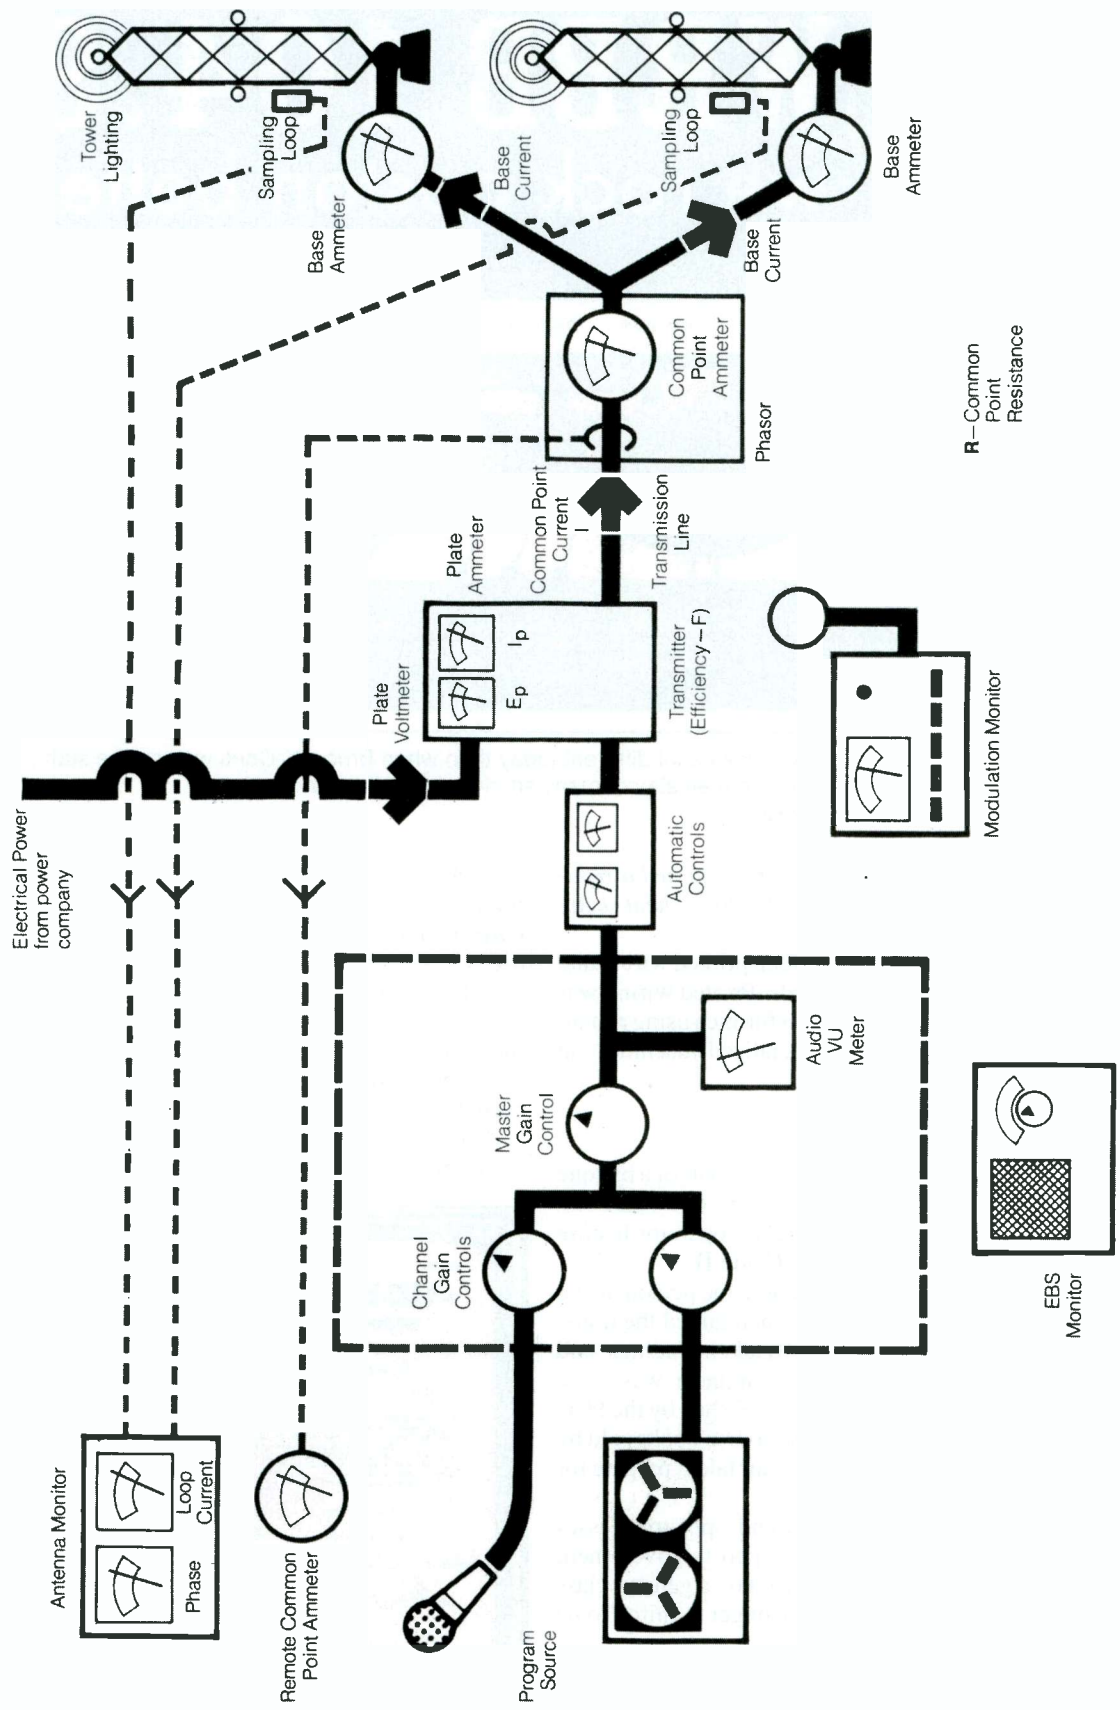 Electrical Power
from power
company
Tower
Lighting
Tower
Sampling
Loop
Sampling
Loop
Base
Ammeter
Base
Current
Base
Current
Base
Ammeter
Common
Point
Ammeter
Phasor
Common Point
Current
I
Transmission
Line
Plate
Ammeter
Plate
Voltmeter
Ep
Ip
Transmitter
(Efficiency–F)
R–Common
Point
Resistance
Automatic
Controls
Modulation Monitor
Master
Gain
Control
Audio
VU
Meter
Channel
Gain
Controls
EBS
Monitor
Antenna Monitor
Phase
Loop
Current
Remote Common
Point Ammeter
Program
Source